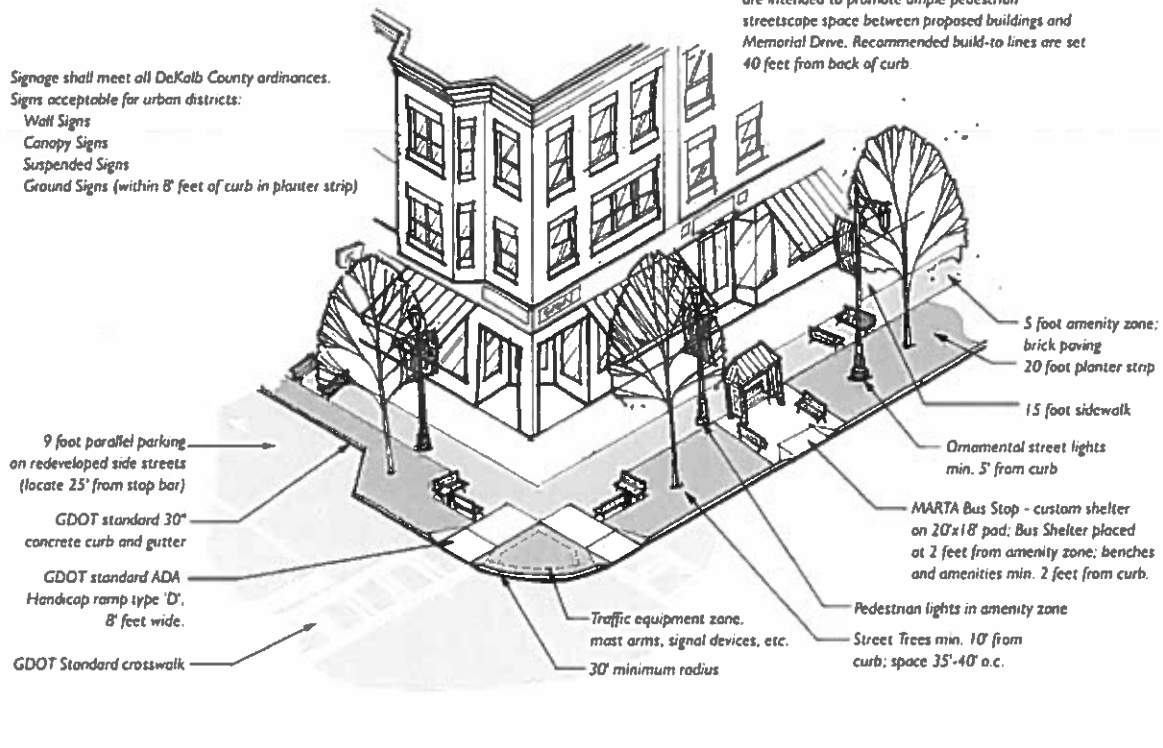 are intended to promote ample pedestrian
streetscape space between proposed buildings and
Memorial Drive. Recommended build-to lines are set
40 feet from back of curb.
Signage shall meet all DeKalb County ordinances.
Signs acceptable for urban districts:
Wall Signs
Canopy Signs
Suspended Signs
Ground Signs (within 8' feet of curb in planter strip)
5 foot amenity zone;
brick paving
20 foot planter strip
15 foot sidewalk
Ornamental street lights
min. 5' from curb
MARTA Bus Stop - custom shelter
on 20'x18' pad; Bus Shelter placed
at 2 feet from amenity zone; benches
and amenities min. 2 feet from curb.
Pedestrian lights in amenity zone
Street Trees min. 10' from
curb; space 35'-40' o.c.
9 foot parallel parking
on redeveloped side streets
(locate 25' from stop bar)
GDOT standard 30"
concrete curb and gutter
GDOT standard ADA
Handicap ramp type 'D',
8' feet wide.
GDOT Standard crosswalk
Traffic equipment zone,
mast arms, signal devices, etc.
30' minimum radius